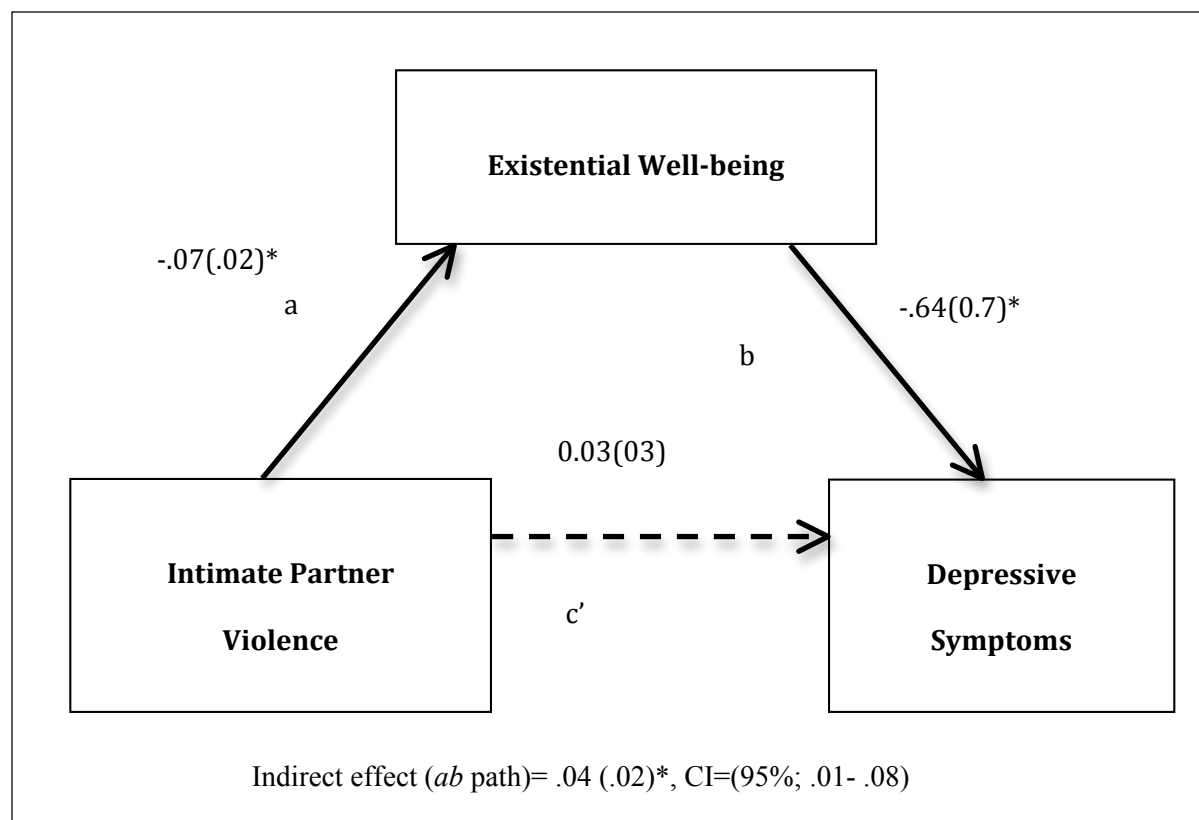 Existential Well-being
-.07(.02)*
a
-.64(0.7)*
b
0.03(03)
Intimate Partner
Violence
c’
Depressive
Symptoms
Indirect effect (ab path)= .04 (.02)*, CI=(95%; .01- .08)